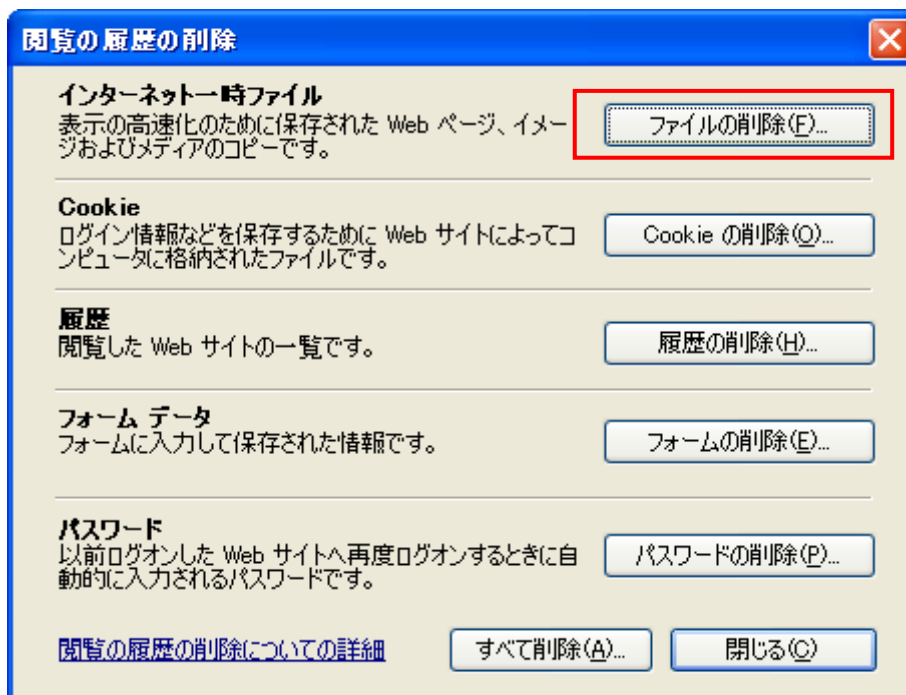 閲覧の履歴の削除
インターネット一時ファイル
表示の高速化のために保存された Web ページ、イメー
ジおよびメディアのコピーです。
ファイルの削除(F)...
Cookie
ログイン情報などを保存するために Web サイトによってコ
ンピュータに格納されたファイルです。
Cookie の削除(O)...
履歴
閲覧した Web サイトの一覧です。
履歴の削除(H)...
フォーム データ
フォームに入力して保存された情報です。
フォームの削除(E)...
パスワード
以前ログオンした Web サイトへ再度ログオンするときに自
動的に入力されるパスワードです。
パスワードの削除(P)...
閲覧の履歴の削除についての詳細
すべて削除(A)...
閉じる(C)